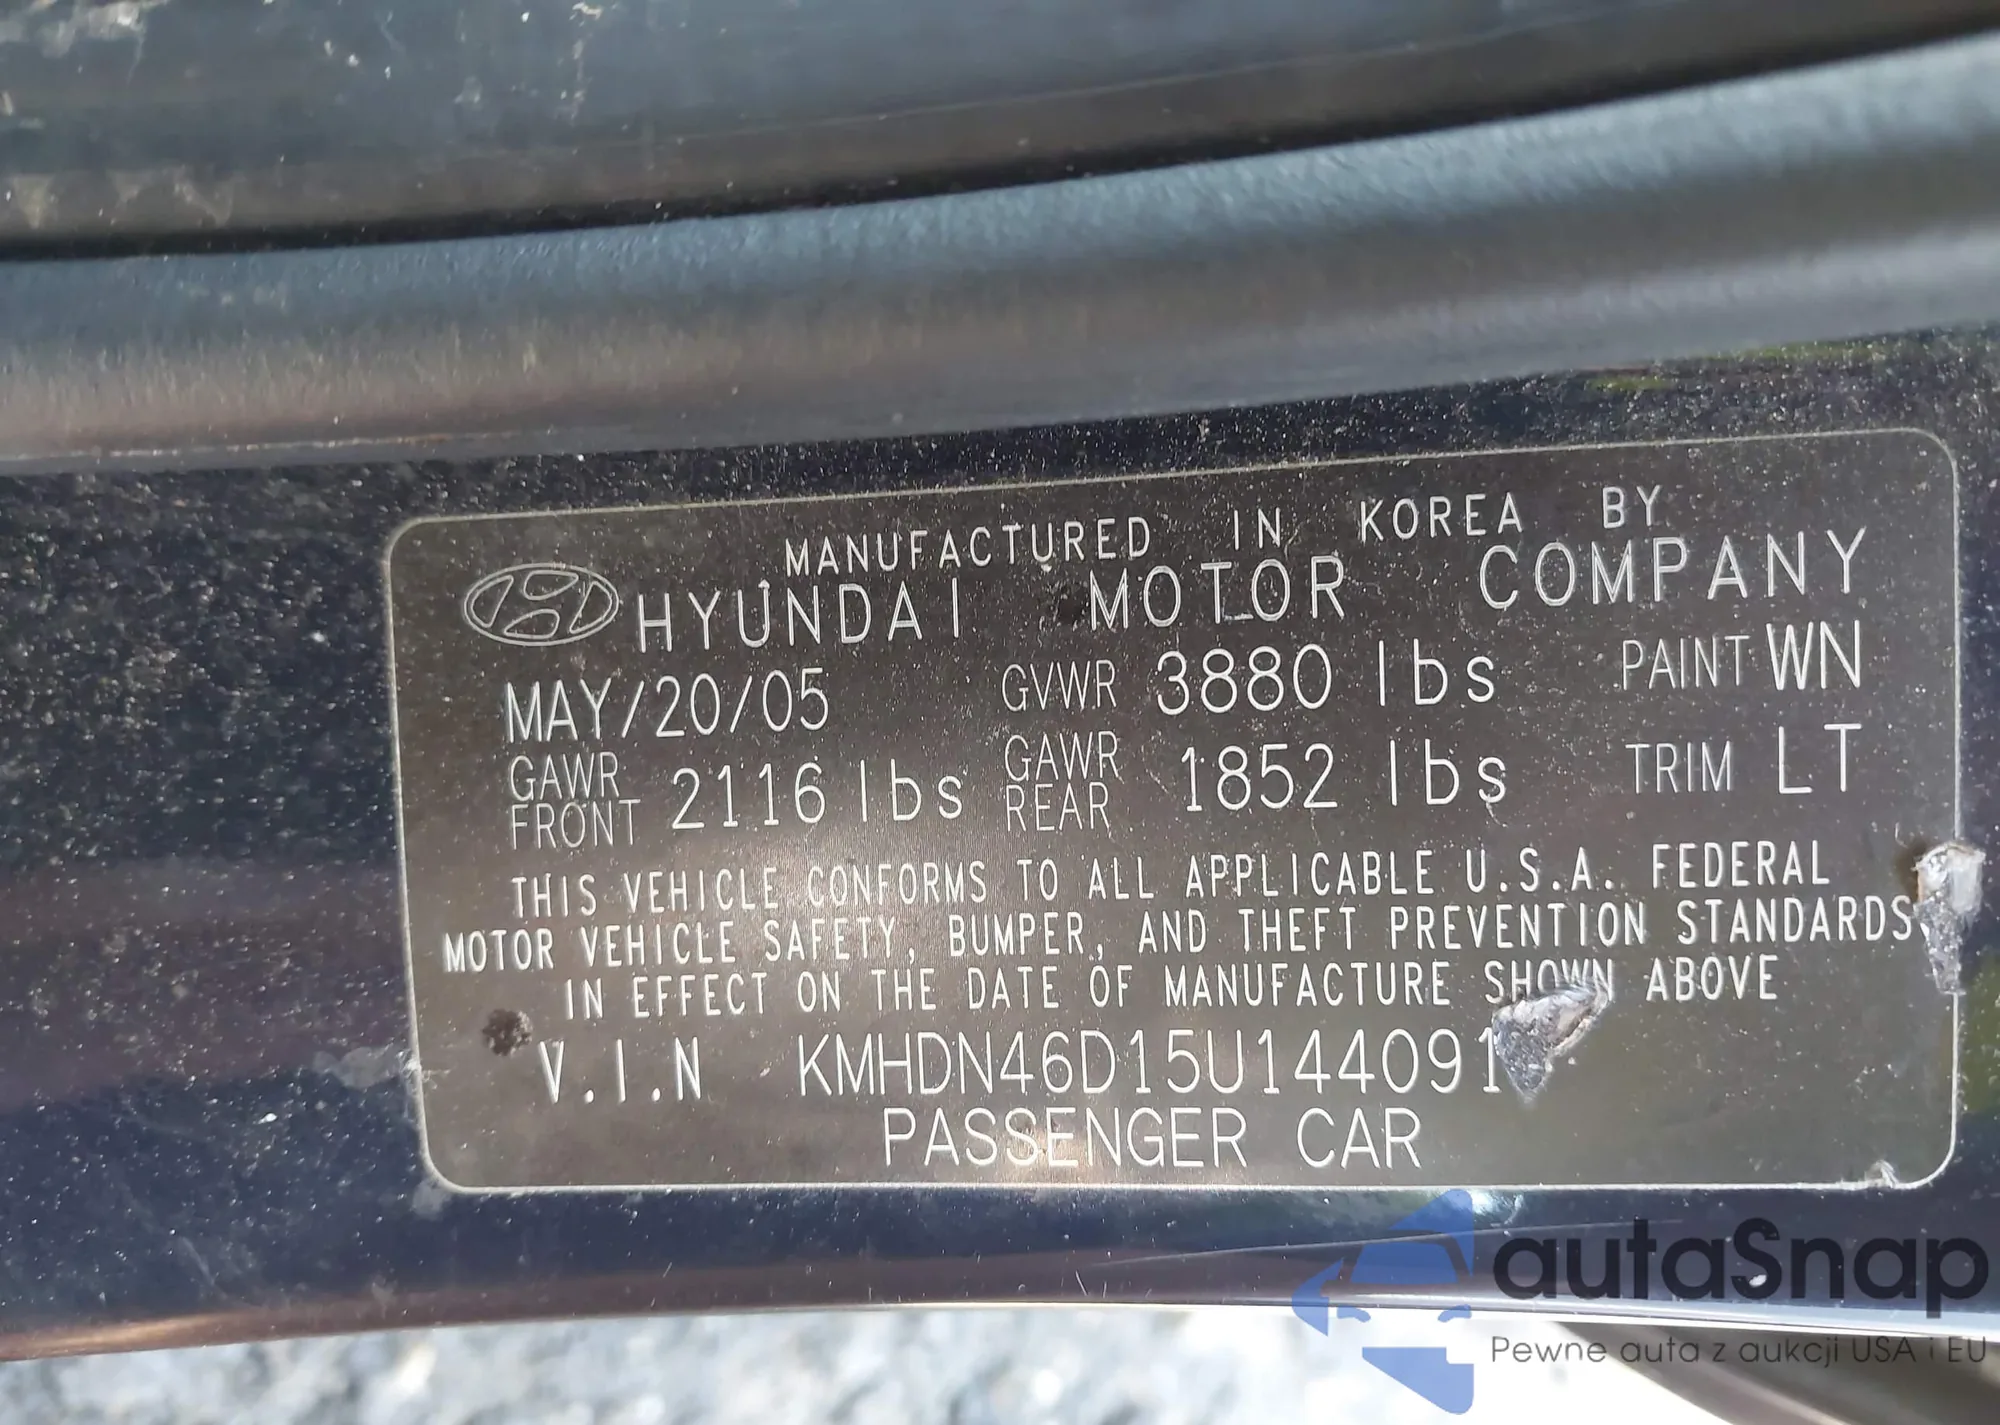 MANUFACTURED IN KOREA BY
HYUNDAI MOTOR COMPANY
MAY/20/05 GVWR 3880 lbs PAINT WN
GAWR FRONT 2116 lbs GAWR REAR 1852 lbs TRIM LT
THIS VEHICLE CONFORMS TO ALL APPLICABLE U.S.A. FEDERAL
MOTOR VEHICLE SAFETY, BUMPER, AND THEFT PREVENTION STANDARDS
IN EFFECT ON THE DATE OF MANUFACTURE SHOWN ABOVE
V.I.N KMHDN46D15U144091
PASSENGER CAR
autaSnap
Pewne auta z aukcji USA i EU